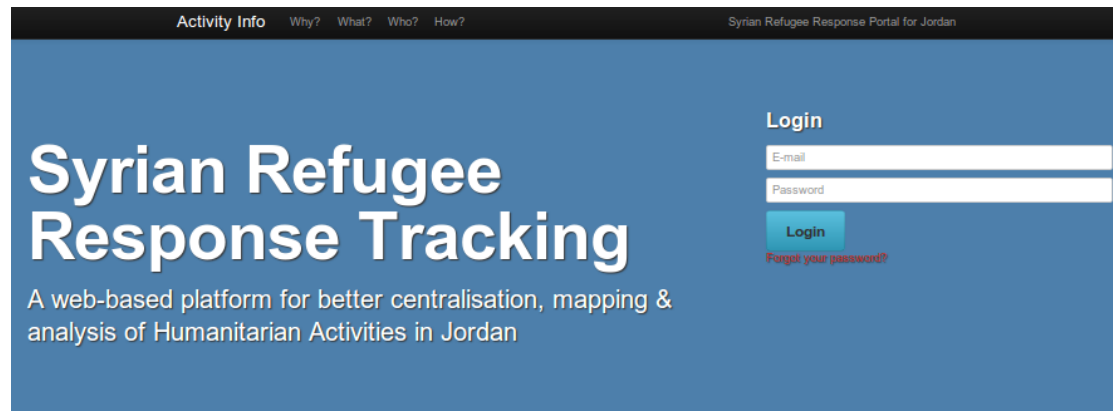 Activity Info Why? What? Who? How? Syrian Refugee Response Portal for Jordan
Syrian Refugee
Response Tracking
A web-based platform for better centralisation, mapping &
analysis of Humanitarian Activities in Jordan
Login
E-mail
Password
Login
Forgot your password?